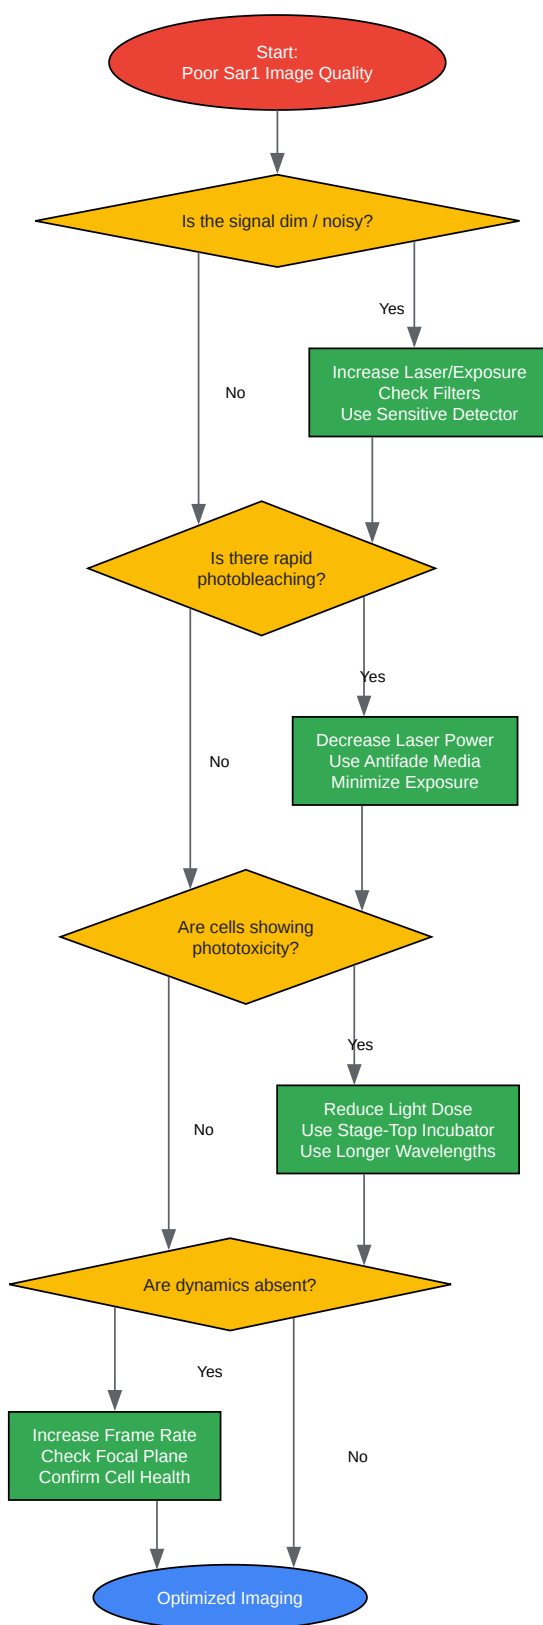 Start:
Poor Sar1 Image Quality
Is the signal dim / noisy?
Yes
Increase Laser/Exposure
Check Filters
Use Sensitive Detector
No
Is there rapid
photobleaching?
Yes
Decrease Laser Power
Use Antifade Media
Minimize Exposure
No
Are cells showing
phototoxicity?
Yes
Reduce Light Dose
Use Stage-Top Incubator
Use Longer Wavelengths
No
Are dynamics absent?
Yes
Increase Frame Rate
Check Focal Plane
Confirm Cell Health
No
Optimized Imaging